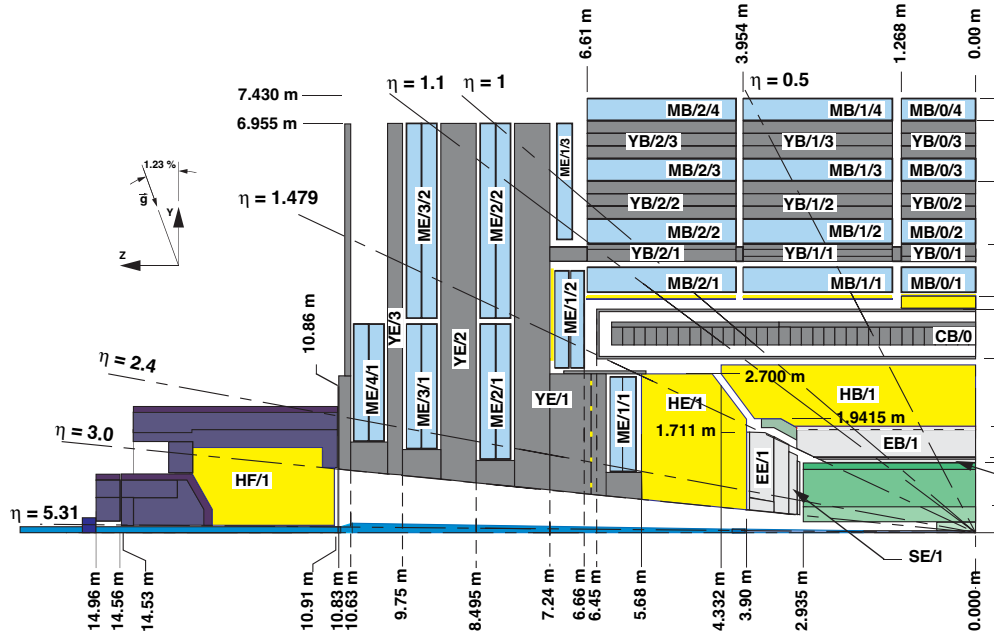 6.61 m
3.954 m
1.268 m
0.00 m
η = 1.1
η = 1
η = 0.5
7.430 m
6.955 m
MB/2/4
MB/1/4
MB/0/4
YB/2/3
YB/1/3
YB/0/3
MB/2/3
MB/1/3
MB/0/3
YB/2/2
YB/1/2
YB/0/2
MB/2/2
MB/1/2
MB/0/2
YB/2/1
YB/1/1
YB/0/1
MB/2/1
MB/1/1
MB/0/1
ME/1/3
ME/3/2
ME/2/2
ME/1/2
1.23 %
g
Y
Z
η = 1.479
10.86 m
YE/3
YE/2
CB/0
η = 2.4
ME/4/1
ME/3/1
ME/2/1
YE/1
ME/1/1
HE/1
2.700 m
HB/1
1.9415 m
1.711 m
EB/1
EE/1
η = 3.0
HF/1
η = 5.31
SE/1
14.96 m
14.56 m
14.53 m
10.91 m
10.83 m
10.63 m
9.75 m
8.495 m
7.24 m
6.66 m
6.45 m
5.68 m
4.332 m
3.90 m
2.935 m
0.000 m